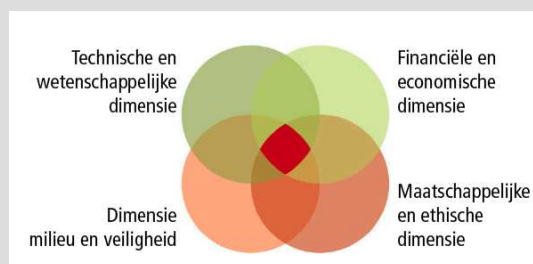 Technische en
wetenschappelijke
dimensie
Financiële en
economische
dimensie
Dimensie
milieu en veiligheid
Maatschappelijke
en ethische
dimensie